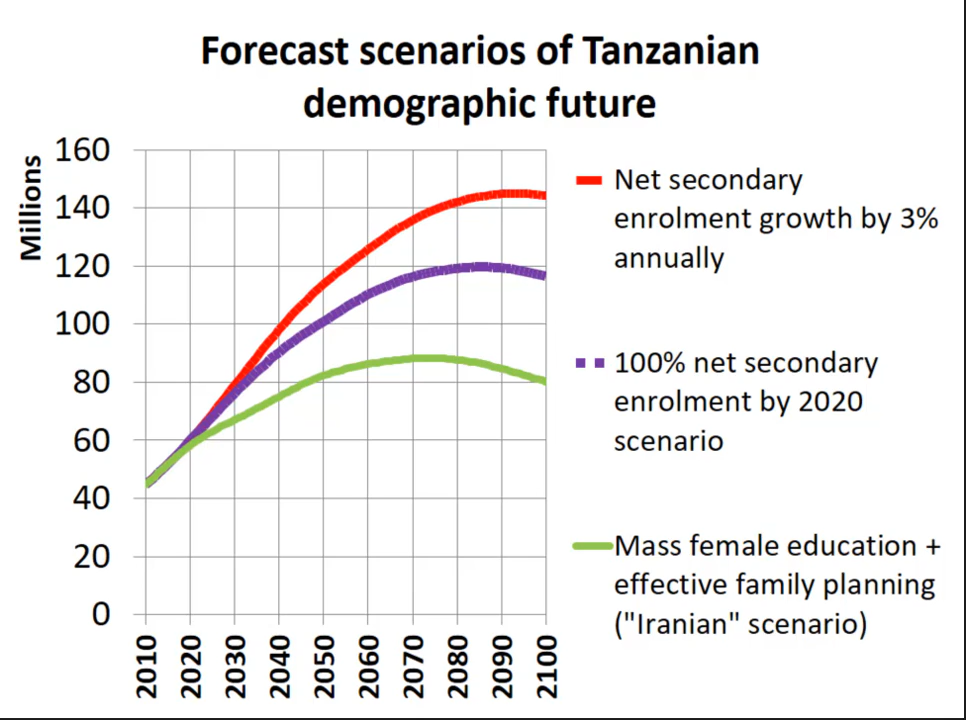 Forecast scenarios of Tanzanian
demographic future
Millions
160
140
120
100
80
60
40
20
0
2010
2020
2030
2040
2050
2060
2070
2080
2090
2100
Net secondary
enrolment growth by 3%
annually
100% net secondary
enrolment by 2020
scenario
Mass female education +
effective family planning
("Iranian" scenario)